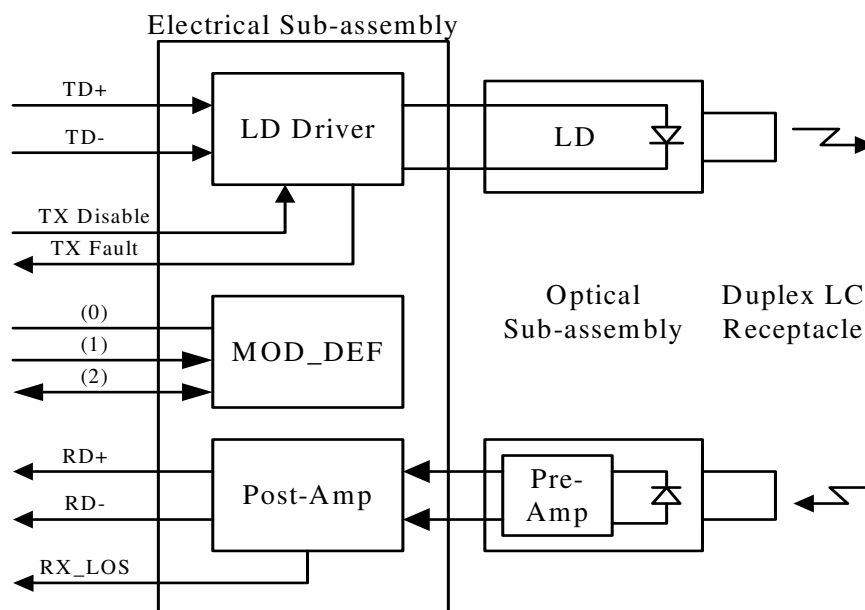 Electrical Sub-assembly
TD+
TD-
LD Driver
LD
TX Disable
TX Fault
(0)
(1)
(2)
MOD_DEF
Optical
Sub-assembly
Duplex LC
Receptacle
RD+
RD-
RX_LOS
Post-Amp
Pre-
Amp